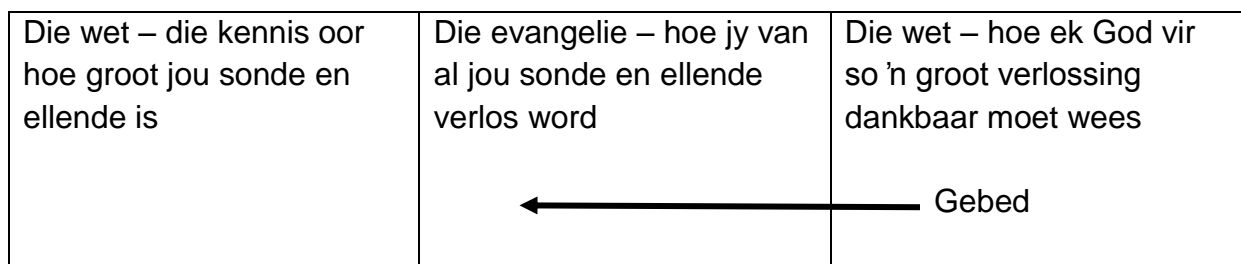 Die wet – die kennis oor
hoe groot jou sonde en
ellende is
Die evangelie – hoe jy van
al jou sonde en ellende
verlos word
Die wet – hoe ek God vir
so ’n groot verlossing
dankbaar moet wees
Gebed